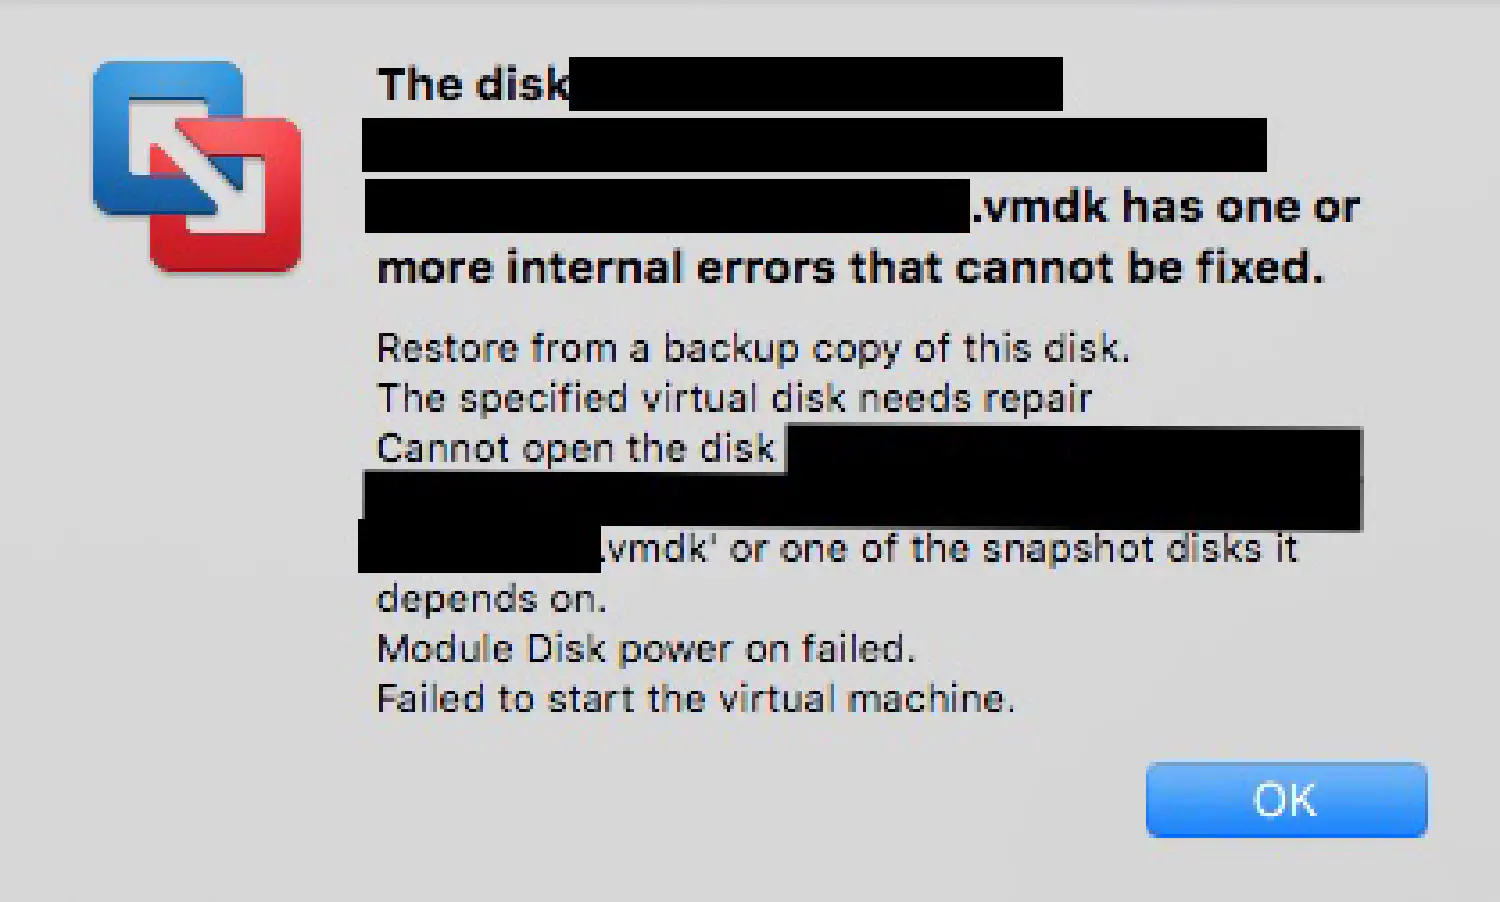 The disk
.vmdk has one or
more internal errors that cannot be fixed.
Restore from a backup copy of this disk.
The specified virtual disk needs repair
Cannot open the disk
.vmdk' or one of the snapshot disks it
depends on.
Module Disk power on failed.
Failed to start the virtual machine.
OK